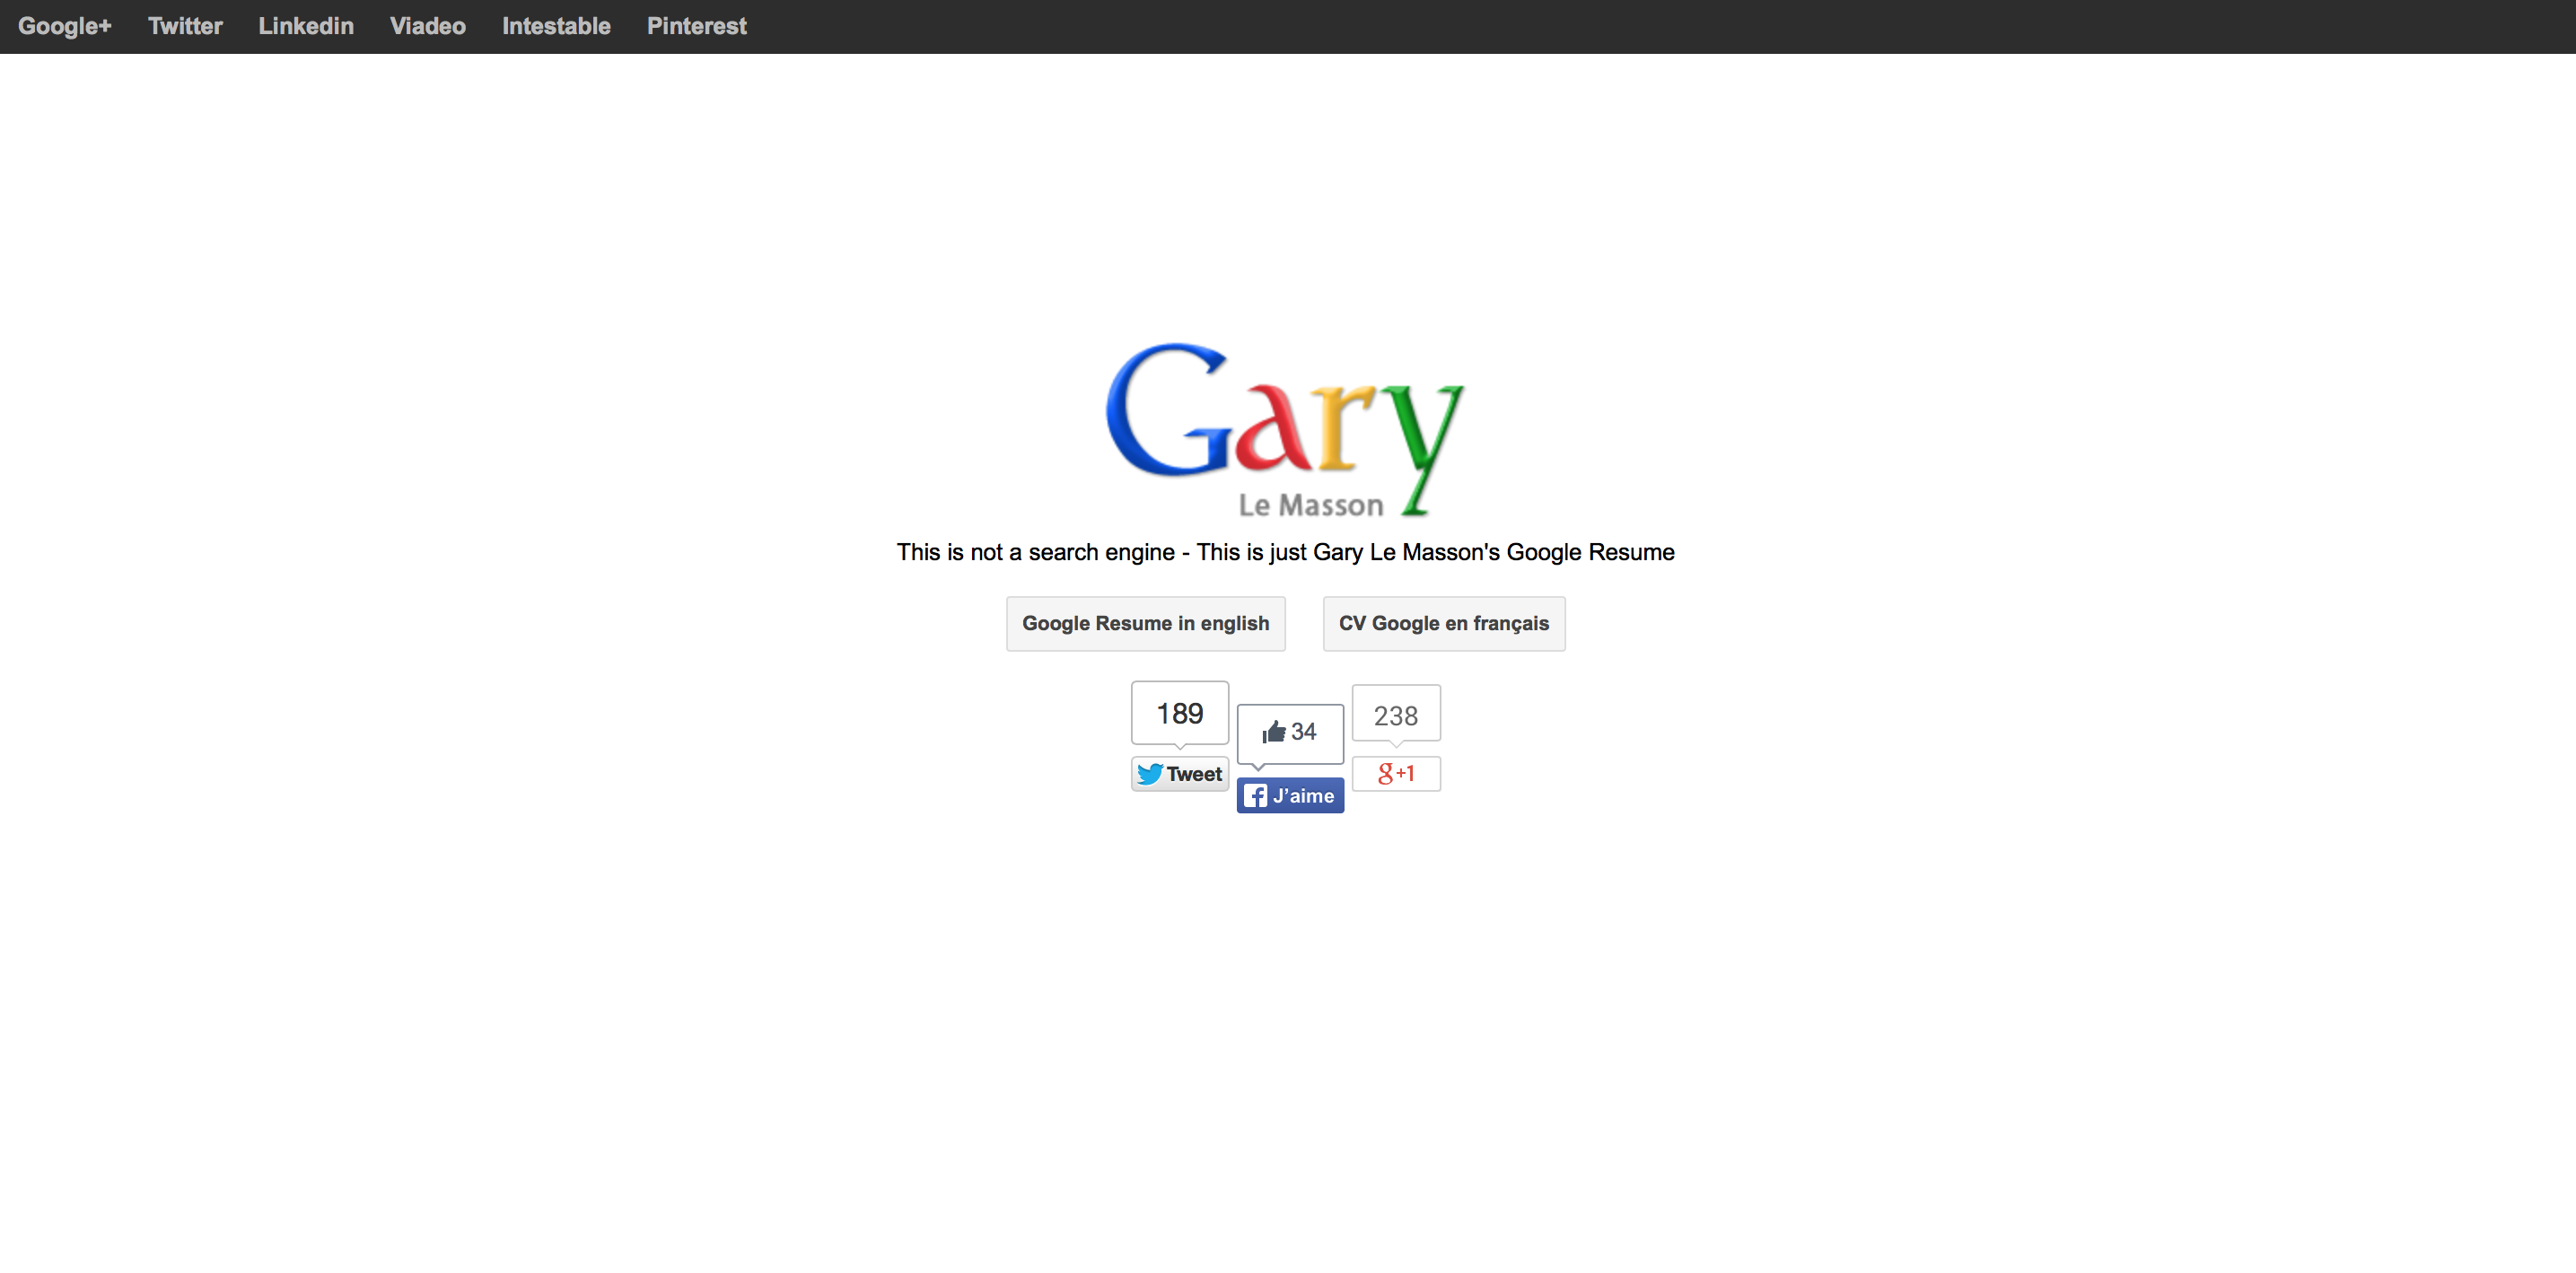 Google+ Twitter Linkedin Viadeo Intestable Pinterest
Gary
Le Masson
This is not a search engine - This is just Gary Le Masson's Google Resume
Google Resume in english CV Google en français
189 34 238
Tweet J'aime g+1